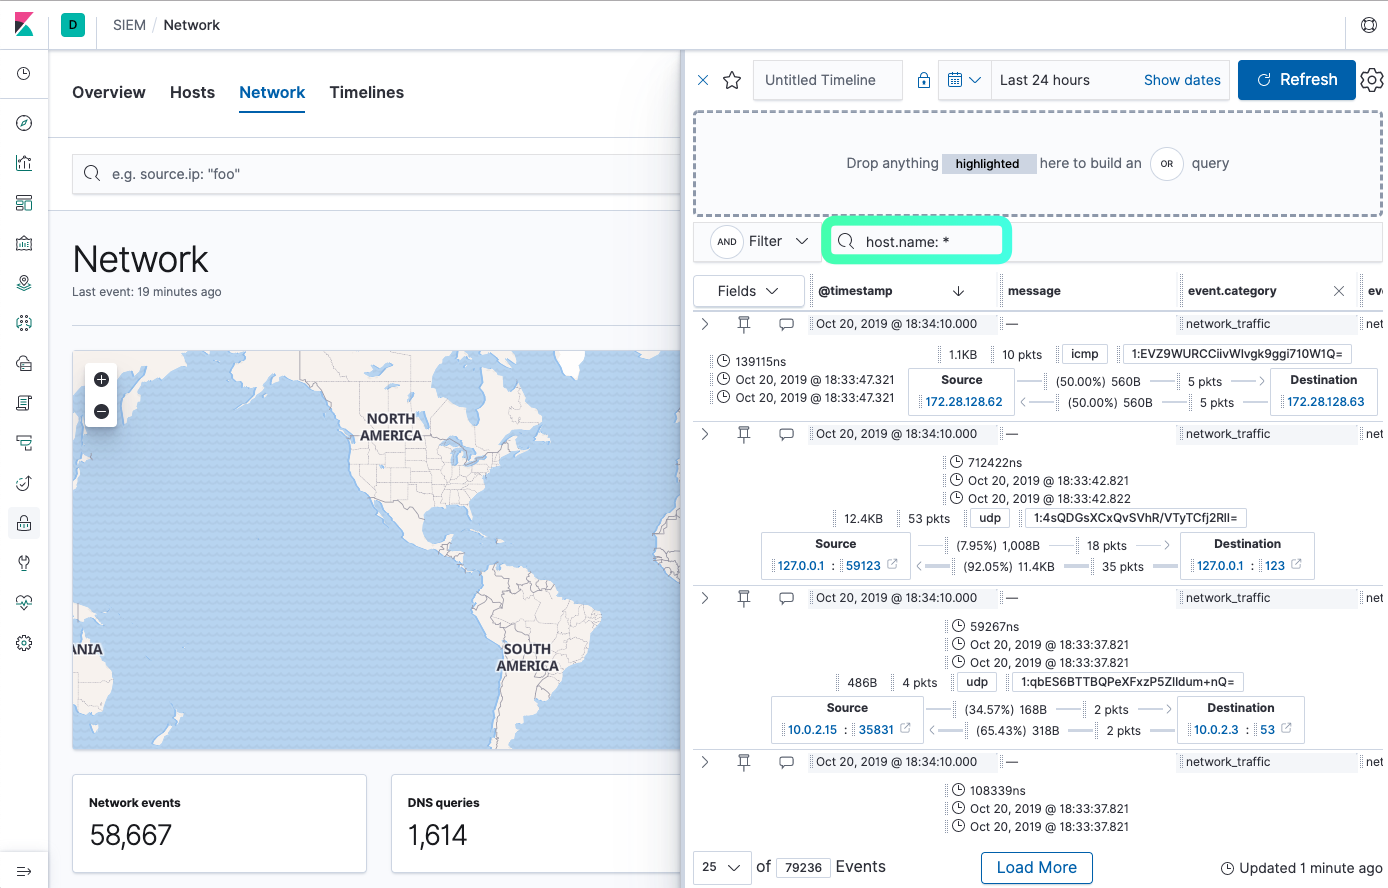 D SIEM / Network
Overview Hosts Network Timelines
e.g. source.ip: "foo"
Network
Last event: 19 minutes ago
NORTH
AMERICA
ANIA
SOUTH
AMERICA
Network events
58,667
DNS queries
1,614
Untitled Timeline Last 24 hours Show dates Refresh
Drop anything highlighted here to build an OR query
AND Filter host.name: *
Fields @timestamp message event.category eve
Oct 20, 2019 @ 18:34:10.000 — network_traffic net
1.1KB 10 pkts icmp 1:EVZ9WURCCiivWIvgk9ggi710W1Q=
139115ns
Oct 20, 2019 @ 18:33:47.321
Oct 20, 2019 @ 18:33:47.321
Source (50.00%) 560B 5 pkts Destination
172.28.128.62 (50.00%) 560B 5 pkts 172.28.128.63
Oct 20, 2019 @ 18:34:10.000 — network_traffic net
712422ns
Oct 20, 2019 @ 18:33:42.821
Oct 20, 2019 @ 18:33:42.822
12.4KB 53 pkts udp 1:4sQDGsXCxQvSVhR/VTyTCfj2RlI=
Source (7.95%) 1,008B 18 pkts Destination
127.0.0.1 : 59123 (92.05%) 11.4KB 35 pkts 127.0.0.1 : 123
Oct 20, 2019 @ 18:34:10.000 — network_traffic net
59267ns
Oct 20, 2019 @ 18:33:37.821
Oct 20, 2019 @ 18:33:37.821
486B 4 pkts udp 1:qbES6BTTBQPeXFxzP5ZIldum+nQ=
Source (34.57%) 168B 2 pkts Destination
10.0.2.15 : 35831 (65.43%) 318B 2 pkts 10.0.2.3 : 53
Oct 20, 2019 @ 18:34:10.000 — network_traffic net
108339ns
Oct 20, 2019 @ 18:33:37.821
Oct 20, 2019 @ 18:33:37.821
25 of 79236 Events Load More Updated 1 minute ago